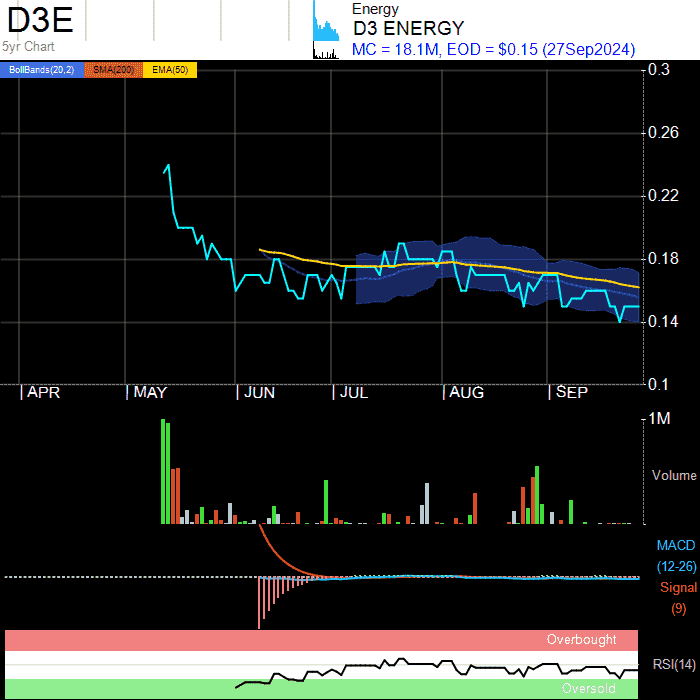 D3E
5yr Chart
Energy
D3 ENERGY
MC = 18.1M, EOD = $0.15 (27Sep2024)
BollBands(20,2) SMA(200) EMA(50)
0.3
0.26
0.22
0.18
0.14
0.1
APR MAY JUN JUL AUG SEP
1M
Volume
MACD
(12-26)
Signal
(9)
Overbought
RSI(14)
Oversold